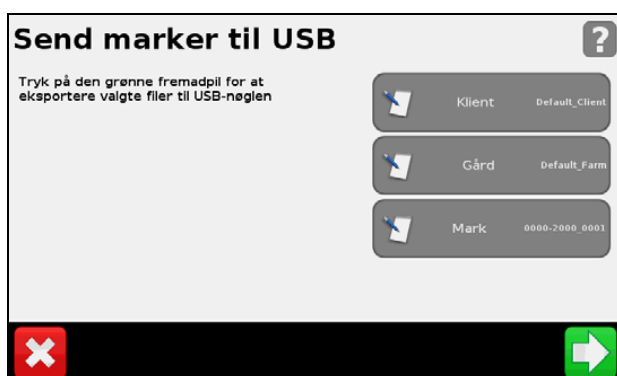 Send marker til USB
?
Tryk på den grønne fremadpil for at
eksportere valgte filer til USB-nøglen
Klient Default_Client
Gård Default_Farm
Mark 0000-2000_0001